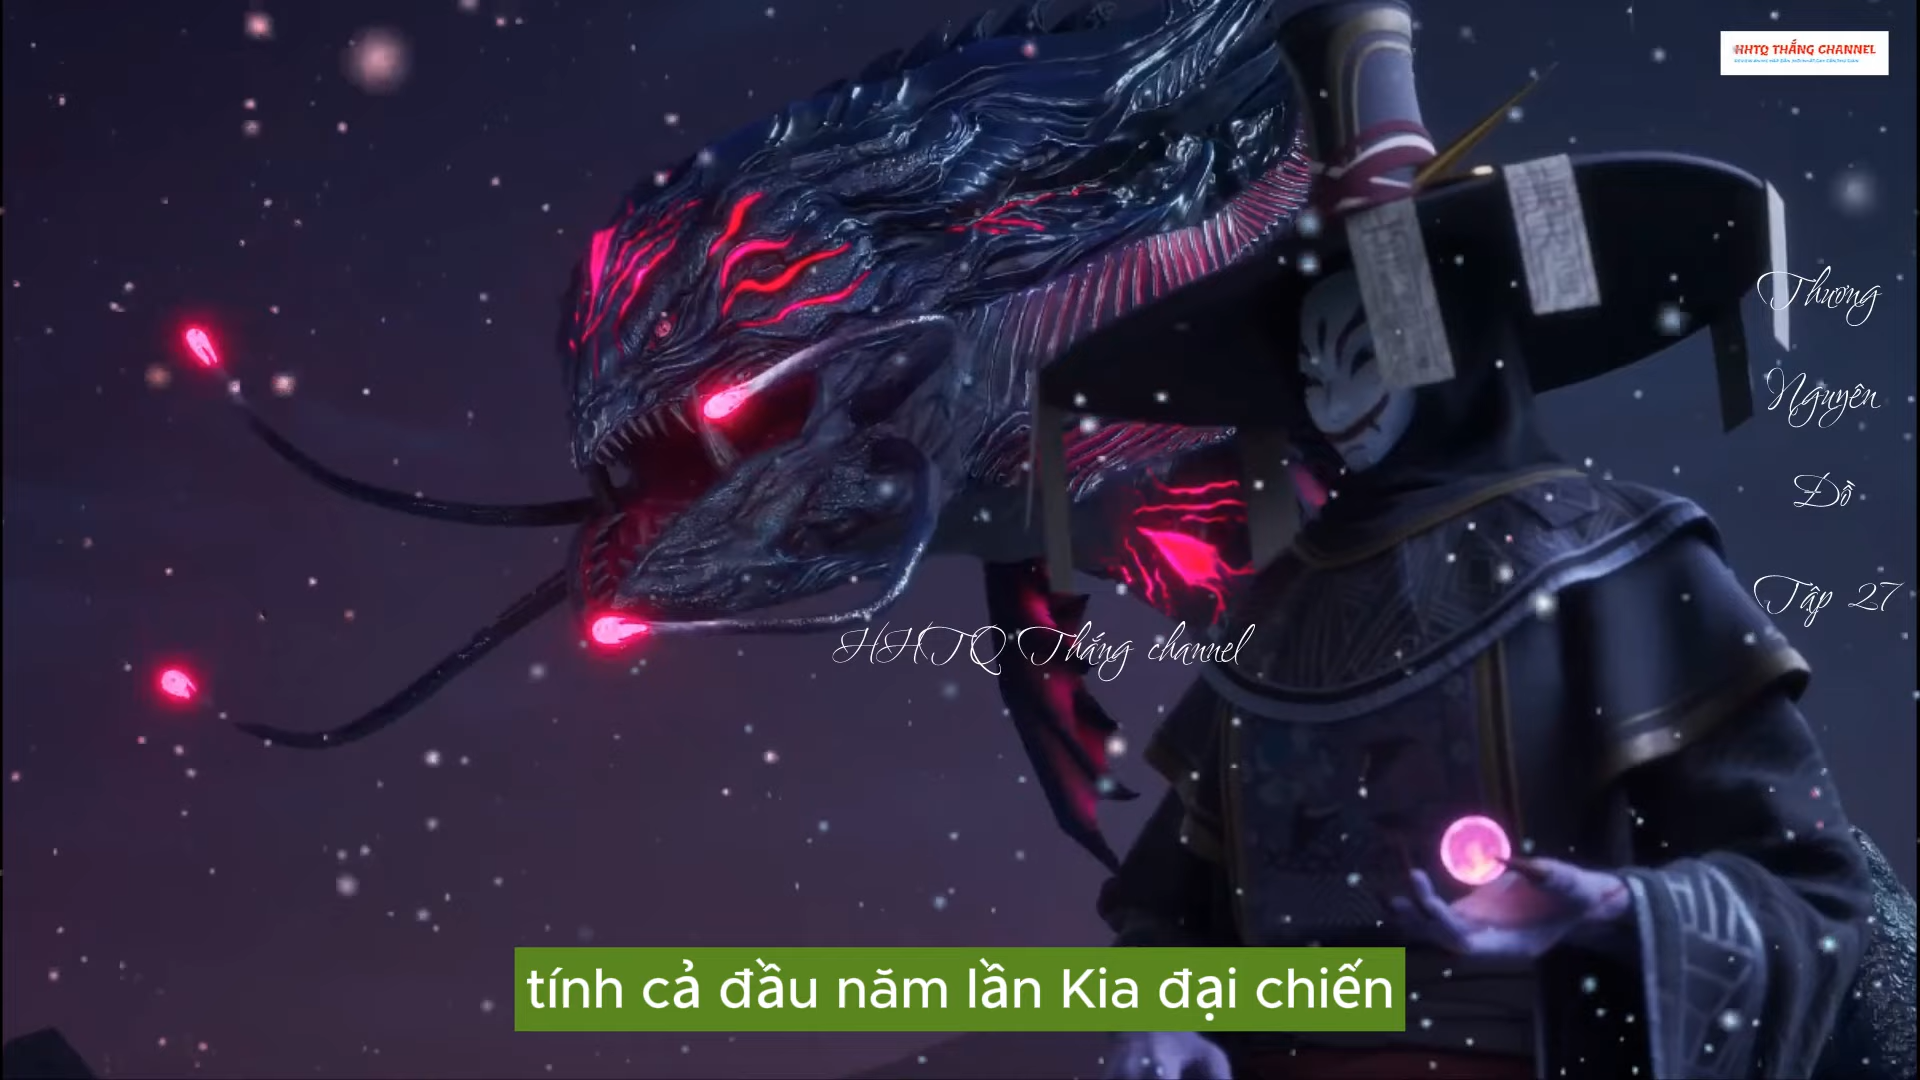 HHTQ THẮNG CHANNEL
Thương
Nguyên
Đồ
Tập 27
HHTQ Thắng channel
tính cả đầu năm lần Kia đại chiến